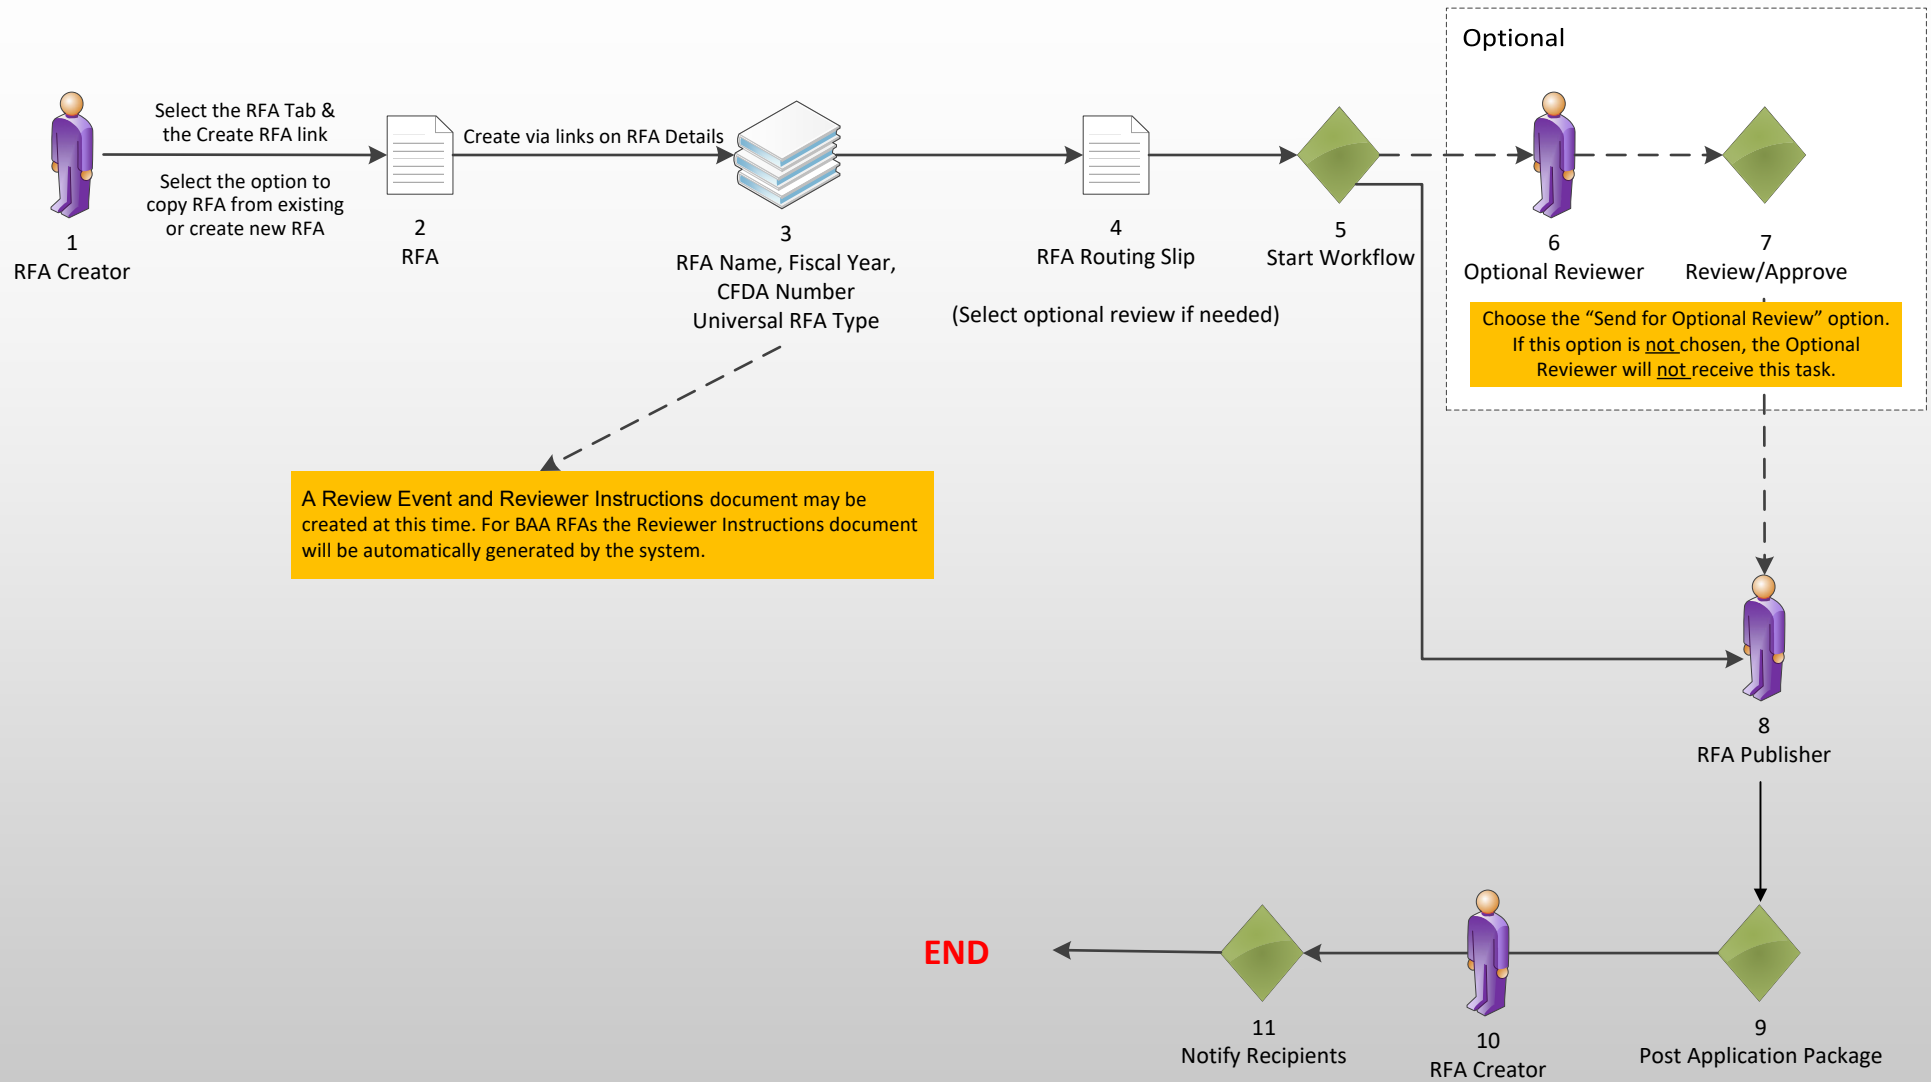 Optional
Select the RFA Tab &
the Create RFA link
Select the option to
copy RFA from existing
or create new RFA
1
RFA Creator
Create via links on RFA Details
2
RFA
3
RFA Name, Fiscal Year,
CFDA Number
Universal RFA Type
4
RFA Routing Slip
(Select optional review if needed)
5
Start Workflow
6
Optional Reviewer
7
Review/Approve
Choose the “Send for Optional Review” option.
If this option is not chosen, the Optional
Reviewer will not receive this task.
A Review Event and Reviewer Instructions document may be
created at this time. For BAA RFAs the Reviewer Instructions document
will be automatically generated by the system.
8
RFA Publisher
9
Post Application Package
10
RFA Creator
11
Notify Recipients
END